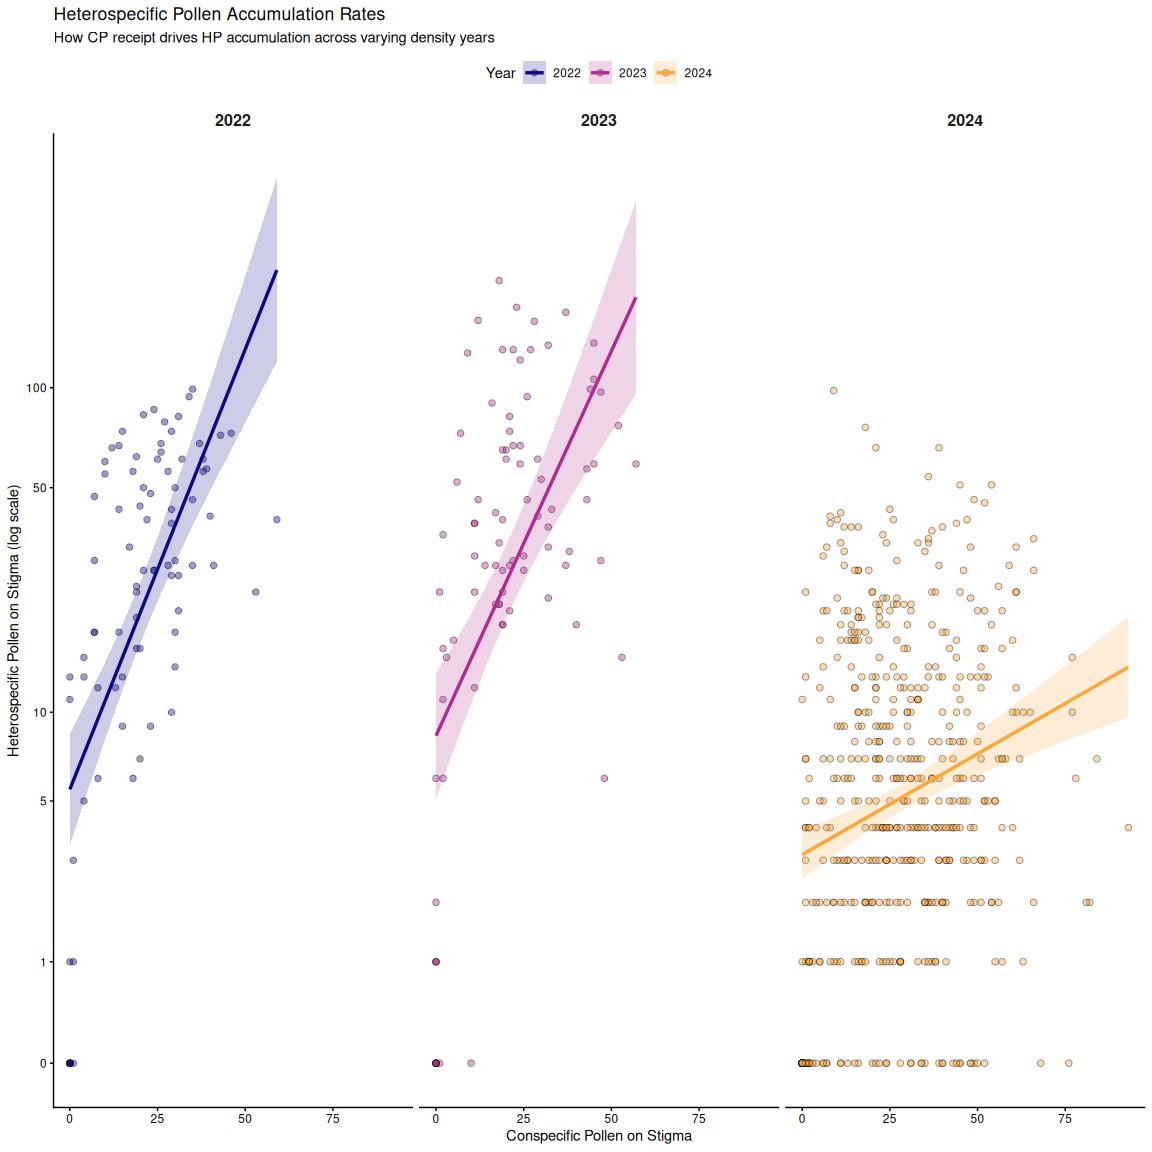 Heterospecific Pollen Accumulation Rates
How CP receipt drives HP accumulation across varying density years
Year 2022 2023 2024
2022 2023 2024
Heterospecific Pollen on Stigma (log scale)
100
50
10
5
1
0
0 25 50 75 0 25 50 75 0 25 50 75
Conspecific Pollen on Stigma